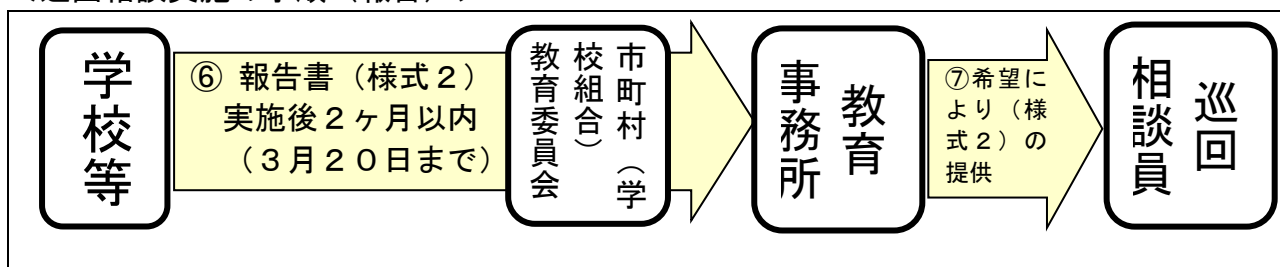 学校等
⑥ 報告書（様式２）
実施後２ヶ月以内
（３月２０日まで）
市町村（学
校組合）
教育委員会
教育
事務所
⑦希望に
より（様
式２）の
提供
巡回
相談員